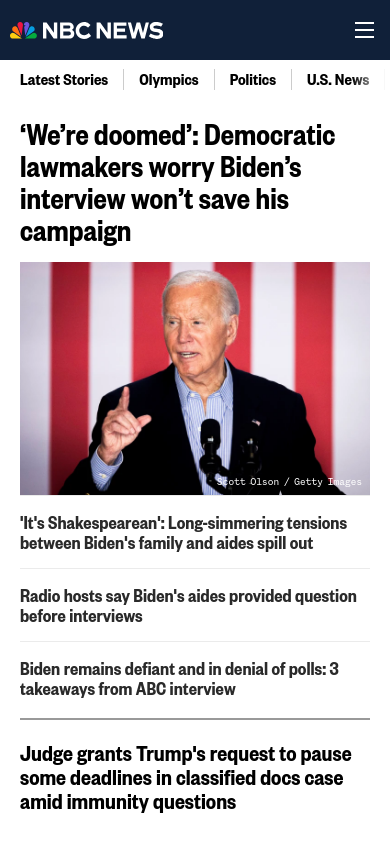 NBC NEWS
Latest Stories
Olympics
Politics
U.S. News
‘We’re doomed’: Democratic
lawmakers worry Biden’s
interview won’t save his
campaign
Scott Olson / Getty Images
'It's Shakespearean': Long-simmering tensions
between Biden's family and aides spill out
Radio hosts say Biden's aides provided question
before interviews
Biden remains defiant and in denial of polls: 3
takeaways from ABC interview
Judge grants Trump's request to pause
some deadlines in classified docs case
amid immunity questions